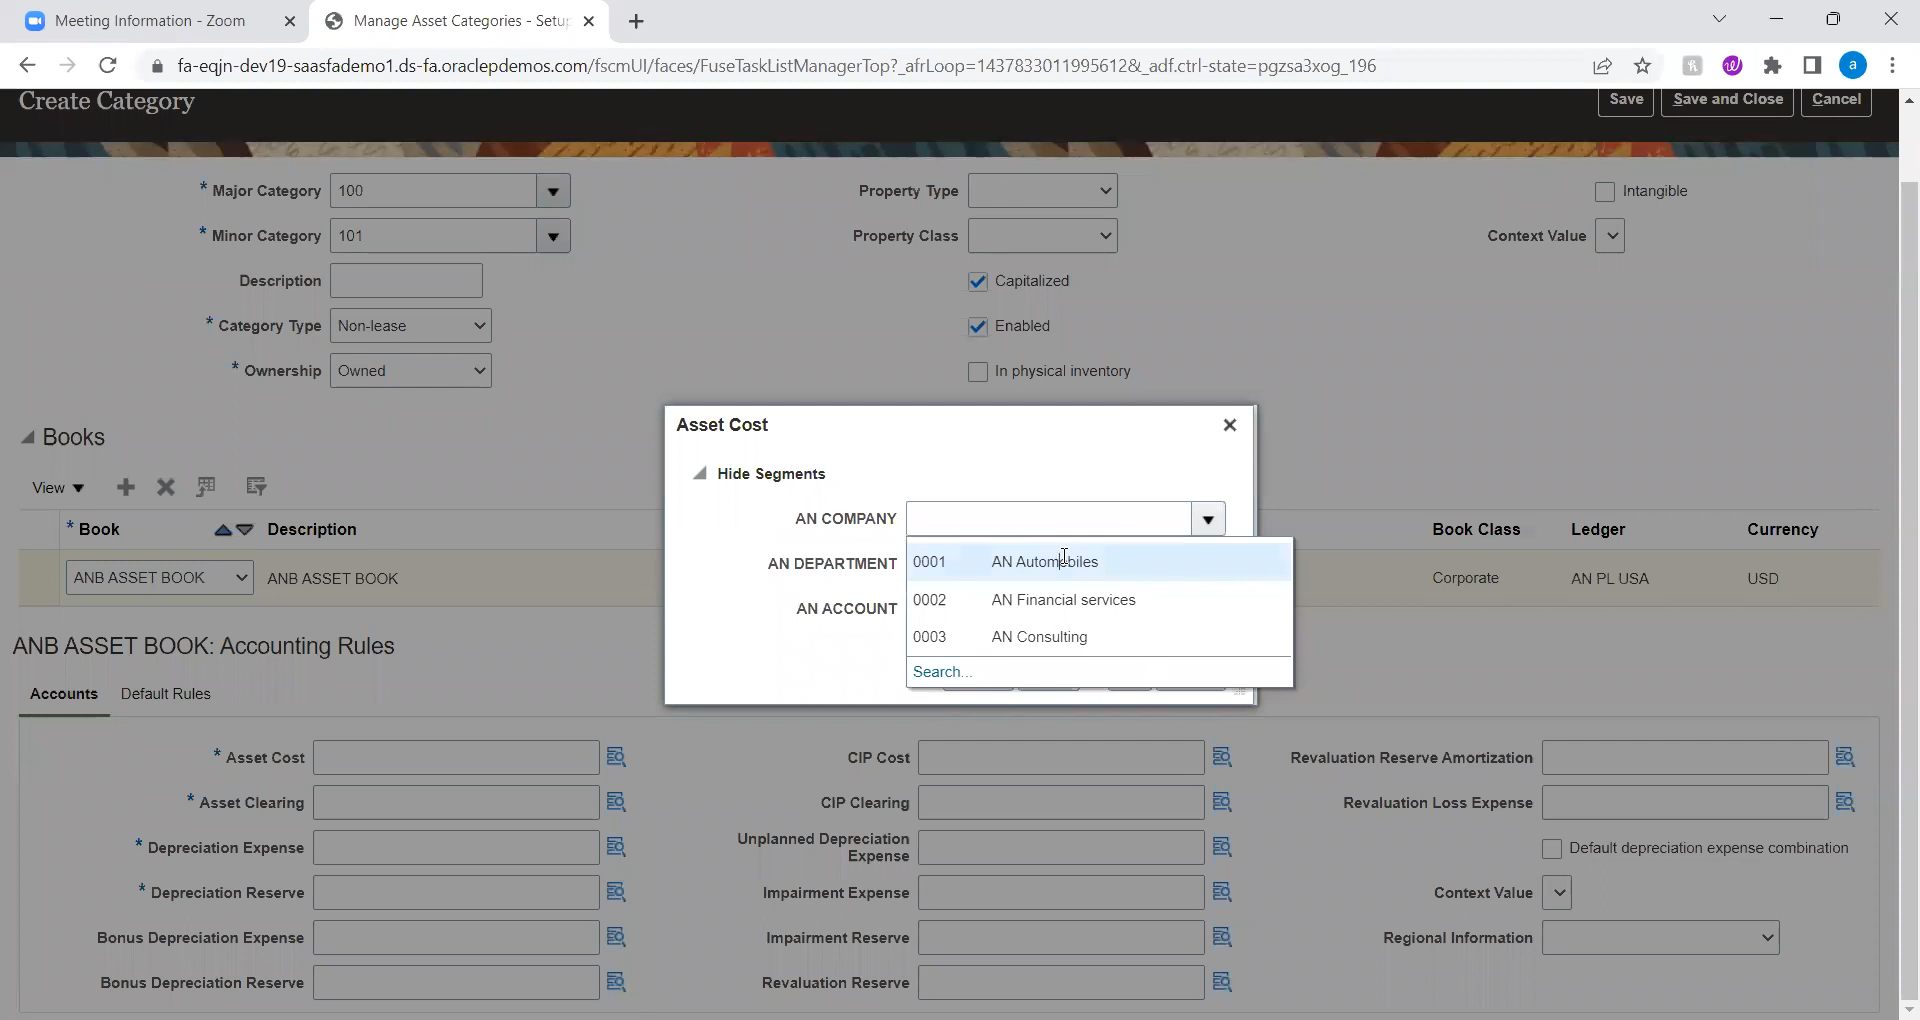 Meeting Information - Zoom
Manage Asset Categories - Setup
fa-eqjn-dev19-saasfademo1.ds-fa.oraclepdemos.com/fscmUI/faces/FuseTaskListManagerTop?_afrLoop=1437833011995612&_adf.ctrl-state=pgzsa3xog_196
a
Create Category
Save
Save and Close
Cancel
* Major Category 100
Property Type
Intangible
* Minor Category 101
Property Class
Context Value
Description
Capitalized
* Category Type Non-lease
Enabled
* Ownership Owned
In physical inventory
Asset Cost
Books
Hide Segments
View
AN COMPANY
* Book
Description
Book Class
Ledger
Currency
AN DEPARTMENT
0001 AN Automobiles
ANB ASSET BOOK
ANB ASSET BOOK
Corporate
AN PL USA
USD
AN ACCOUNT
0002 AN Financial services
0003 AN Consulting
Search...
ANB ASSET BOOK: Accounting Rules
Accounts
Default Rules
* Asset Cost
CIP Cost
Revaluation Reserve Amortization
* Asset Clearing
CIP Clearing
Revaluation Loss Expense
* Depreciation Expense
Unplanned Depreciation
Expense
Default depreciation expense combination
* Depreciation Reserve
Impairment Expense
Context Value
Bonus Depreciation Expense
Impairment Reserve
Regional Information
Bonus Depreciation Reserve
Revaluation Reserve